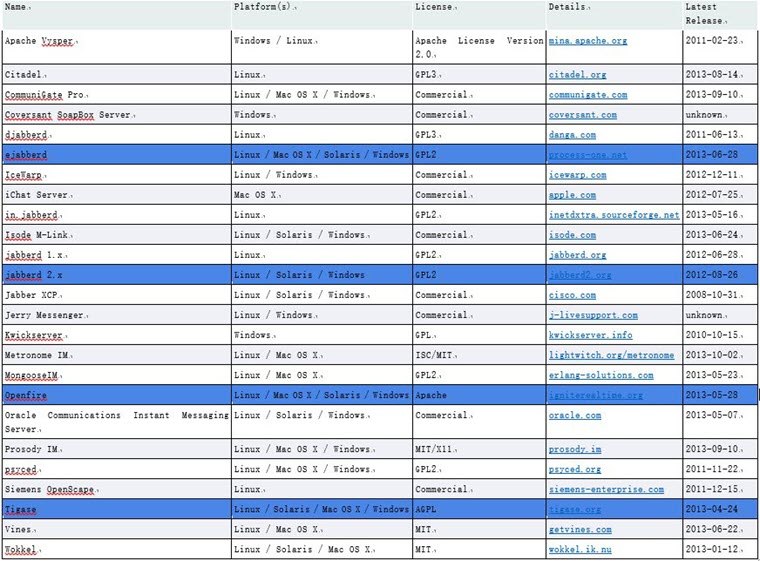 Name. Platform(s). License. Details. Latest
Release.
Apache Vysper. Windows / Linux. Apache License Version mina.apache.org 2011-02-23.
2.0.
Citadel. Linux. GPL3. citadel.org 2013-08-14.
CommuniGate Pro. Linux / Mac OS X / Windows. Commercial. communigate.com 2013-09-10.
Coversant SoapBox Server. Windows. Commercial. coversant.com unknown.
djabberd. Linux. GPL3. danga.com 2011-06-13.
ejabberd Linux / Mac OS X / Solaris / Windows GPL2 process-one.net 2013-06-28
IceWarp. Linux / Windows. Commercial. icewarp.com 2012-12-11.
iChat Server. Mac OS X. Commercial. apple.com 2012-07-25.
in.jabberd. Linux. GPL2. inetdxtra.sourceforge.net 2013-05-16.
Isode M-Link. Linux / Solaris / Windows. Commercial. isode.com 2013-06-24.
jabberd 1.x. Linux. GPL2. jabberd.org 2012-06-28.
jabberd 2.x Linux / Solaris / Windows GPL2 jabberd2.org 2012-08-26
Jabber XCP. Linux / Solaris / Windows. Commercial. cisco.com 2008-10-31.
Jerry Messenger. Linux / Windows. Commercial. j-livesupport.com unknown.
Kwickserver. Windows. GPL. kwickserver.info 2010-10-15.
Metronome IM. Linux / Mac OS X. ISC/MIT. lightwitch.org/metronome 2013-10-02.
MongooseIM. Linux / Mac OS X. GPL2. erlang-solutions.com 2013-05-23.
Openfire Linux / Mac OS X / Solaris / Windows Apache igniterealtime.org 2013-05-28
Oracle Communications Instant Messaging Linux / Solaris / Windows. Commercial. oracle.com 2013-05-07.
Server.
Prosody IM. Linux / Mac OS X / Windows. MIT/X11. prosody.im 2013-09-10.
psyced. Linux / Mac OS X / Windows. GPL2. psyced.org 2011-11-22.
Siemens OpenScape. Linux. Commercial. siemens-enterprise.com 2011-12-15.
Tigase Linux / Solaris / Mac OS X / Windows AGPL tigase.org 2013-04-24
Vines. Linux / Mac OS X. MIT. getvines.com 2013-06-22.
Wokkel. Linux / Solaris / Mac OS X. MIT. wokkel.ik.nu 2013-01-12.